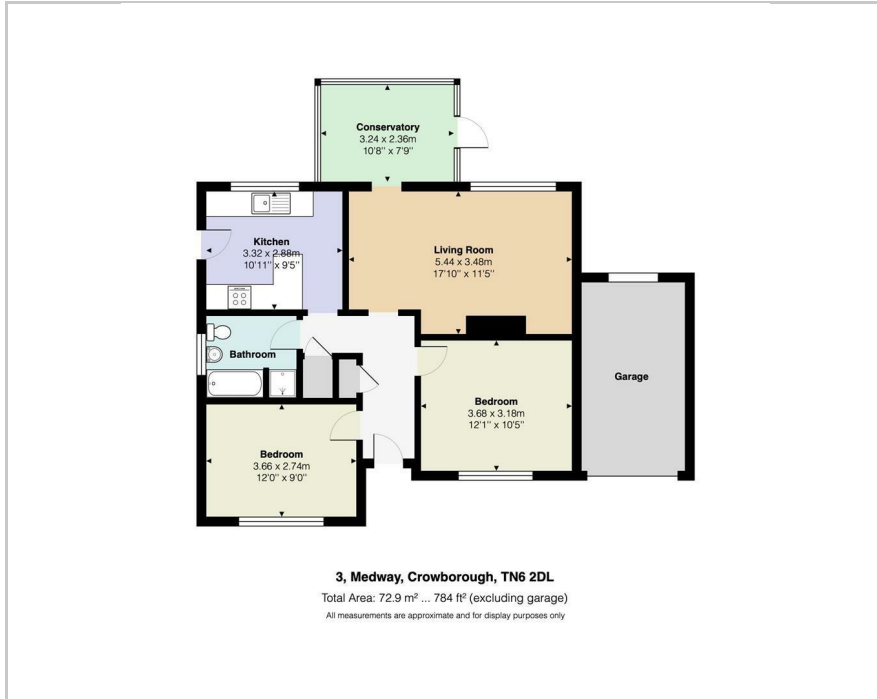 Conservatory
3.24 x 2.36m
10'8'' x 7'9''
Kitchen
3.32 x 2.88m
10'11'' x 9'5''
Living Room
5.44 x 3.48m
17'10'' x 11'5''
Bathroom
Garage
Bedroom
3.68 x 3.18m
12'1'' x 10'5''
Bedroom
3.66 x 2.74m
12'0'' x 9'0''
3, Medway, Crowborough, TN6 2DL
Total Area: 72.9 m² ... 784 ft² (excluding garage)
All measurements are approximate and for display purposes only